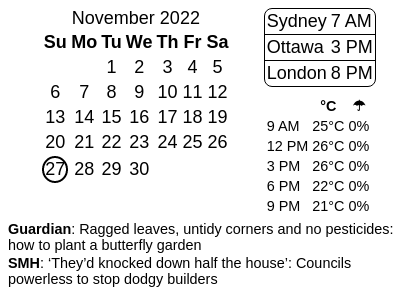 November 2022
Su Mo Tu We Th Fr Sa
1 2 3 4 5
6 7 8 9 10 11 12
13 14 15 16 17 18 19
20 21 22 23 24 25 26
27 28 29 30
Sydney 7 AM
Ottawa 3 PM
London 8 PM
°C ☂
9 AM 25°C 0%
12 PM 26°C 0%
3 PM 26°C 0%
6 PM 22°C 0%
9 PM 21°C 0%
Guardian: Ragged leaves, untidy corners and no pesticides:
how to plant a butterfly garden
SMH: ‘They’d knocked down half the house’: Councils
powerless to stop dodgy builders